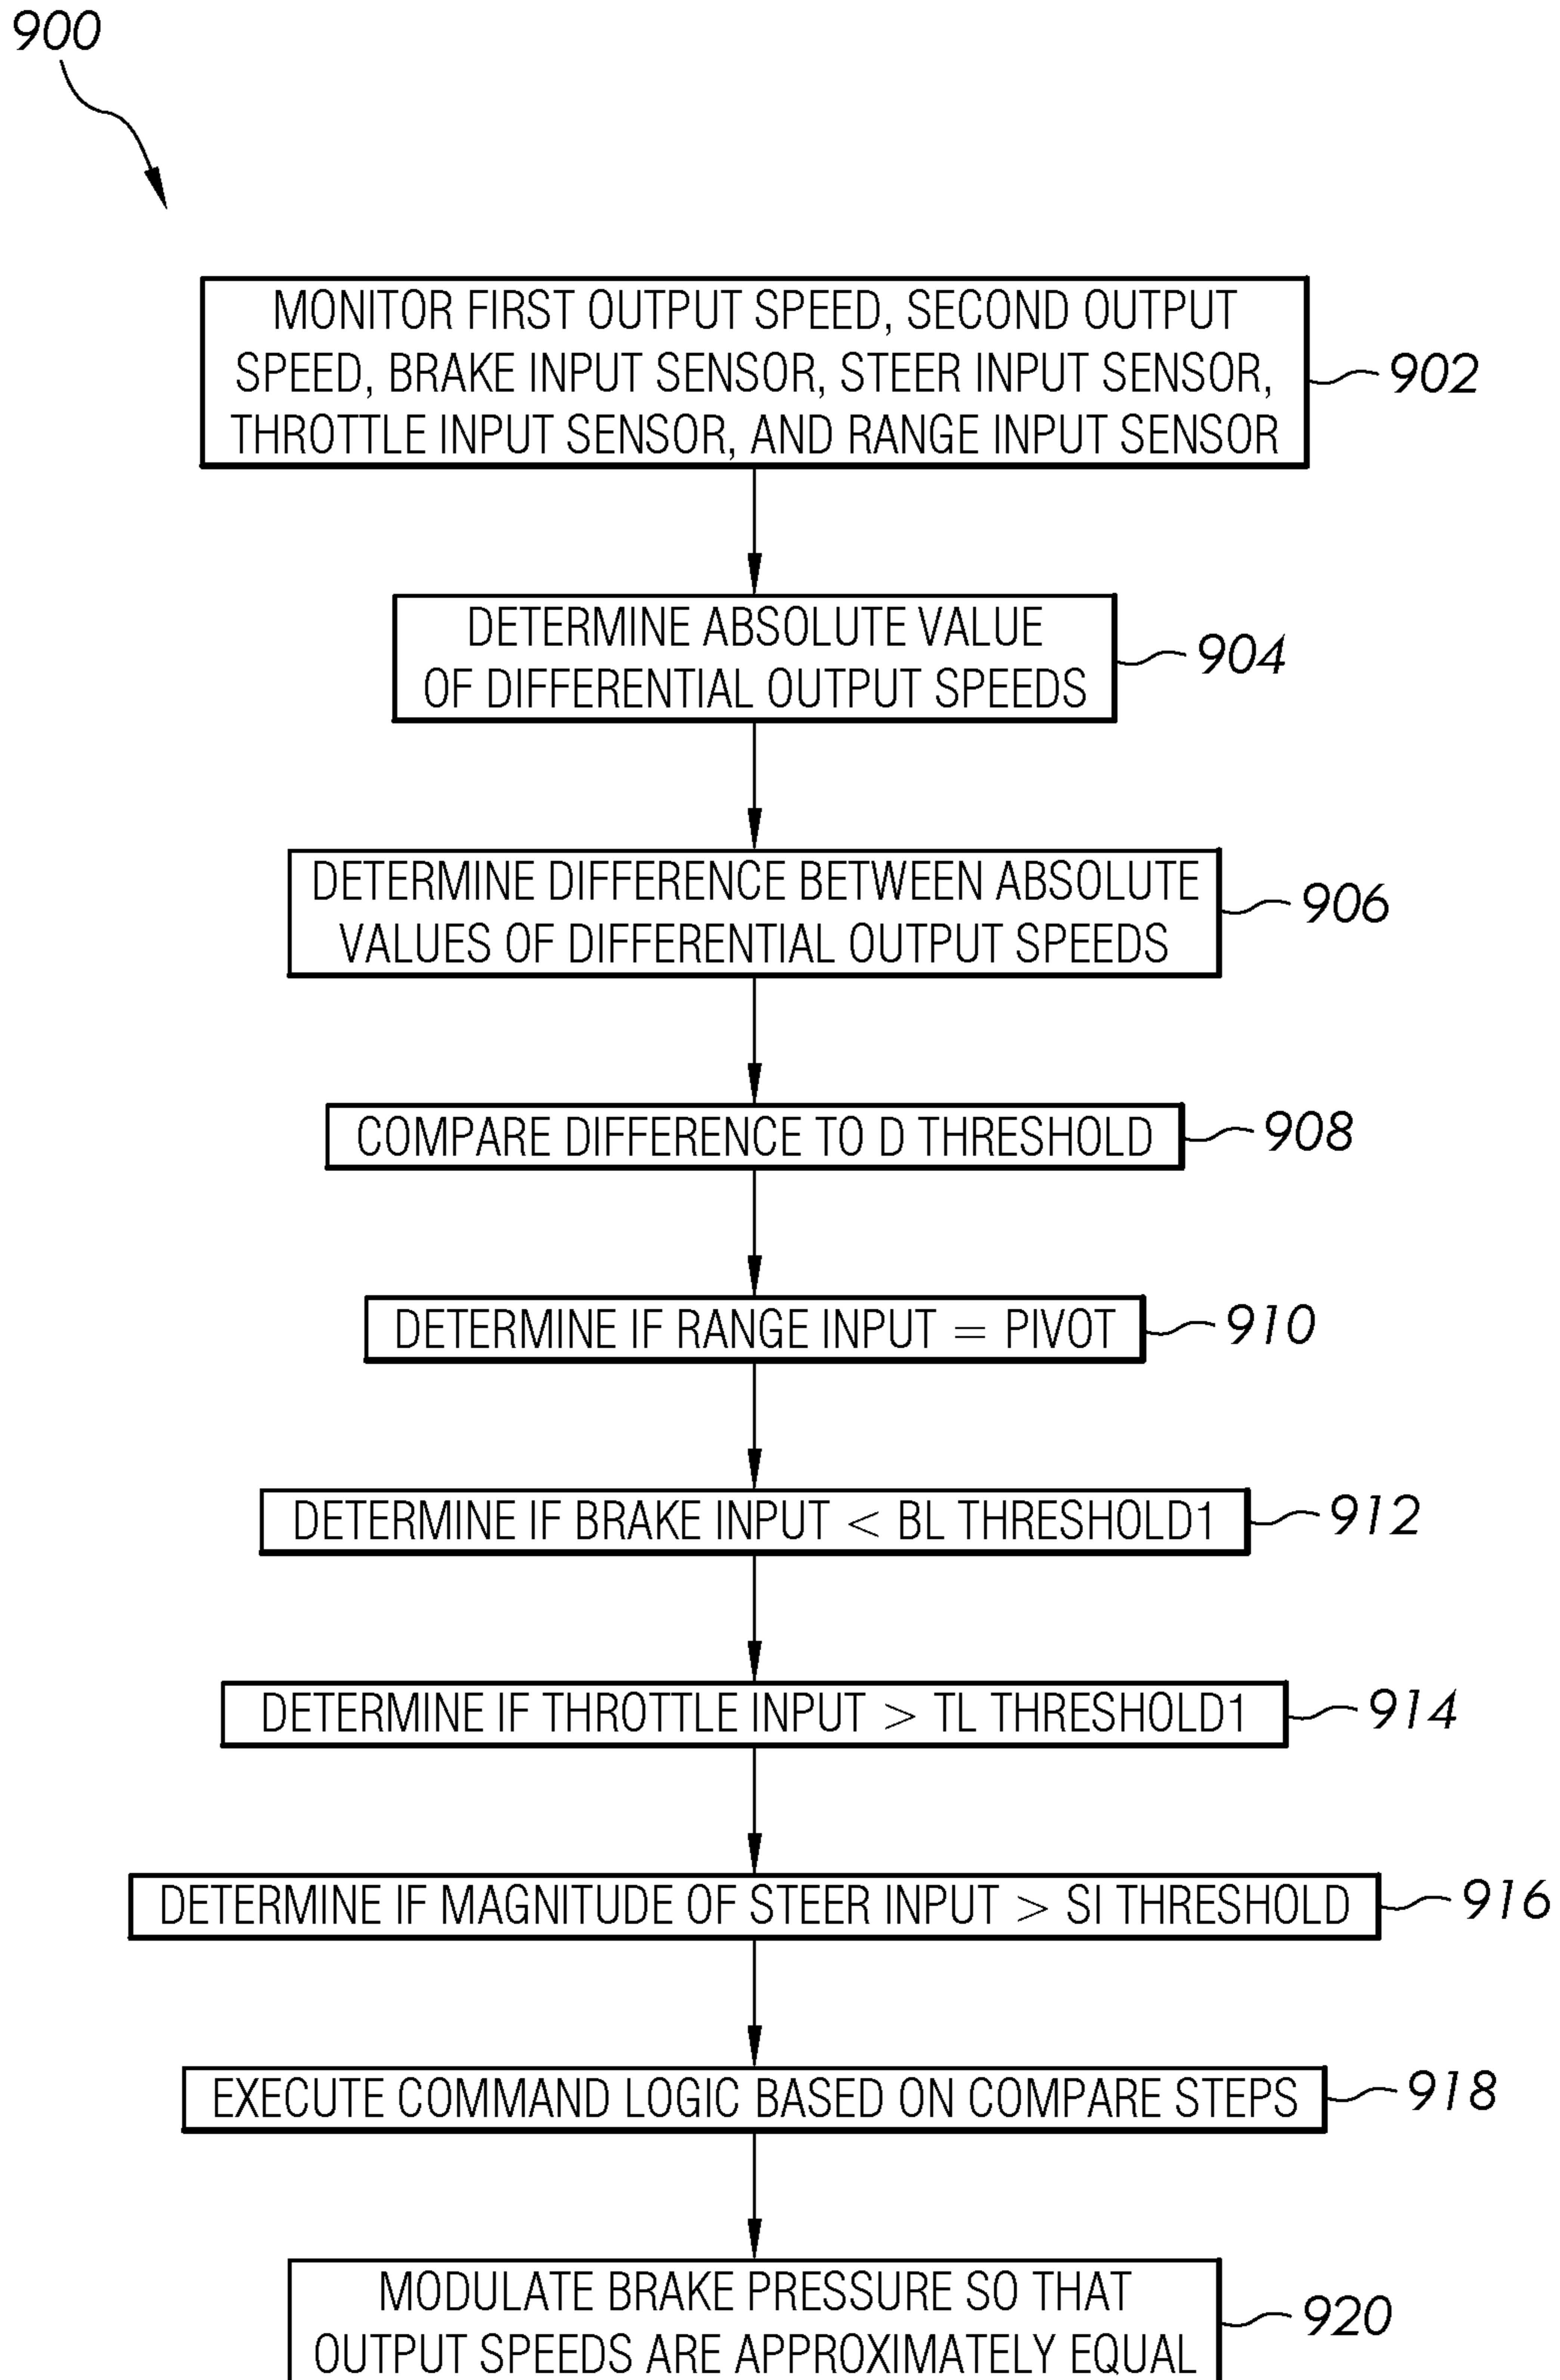 900
MONITOR FIRST OUTPUT SPEED, SECOND OUTPUT
SPEED, BRAKE INPUT SENSOR, STEER INPUT SENSOR,
THROTTLE INPUT SENSOR, AND RANGE INPUT SENSOR
902
DETERMINE ABSOLUTE VALUE
OF DIFFERENTIAL OUTPUT SPEEDS
904
DETERMINE DIFFERENCE BETWEEN ABSOLUTE
VALUES OF DIFFERENTIAL OUTPUT SPEEDS
906
COMPARE DIFFERENCE TO D THRESHOLD
908
DETERMINE IF RANGE INPUT = PIVOT
910
DETERMINE IF BRAKE INPUT < BL THRESHOLD1
912
DETERMINE IF THROTTLE INPUT > TL THRESHOLD1
914
DETERMINE IF MAGNITUDE OF STEER INPUT > SI THRESHOLD
916
EXECUTE COMMAND LOGIC BASED ON COMPARE STEPS
918
MODULATE BRAKE PRESSURE SO THAT
OUTPUT SPEEDS ARE APPROXIMATELY EQUAL
920